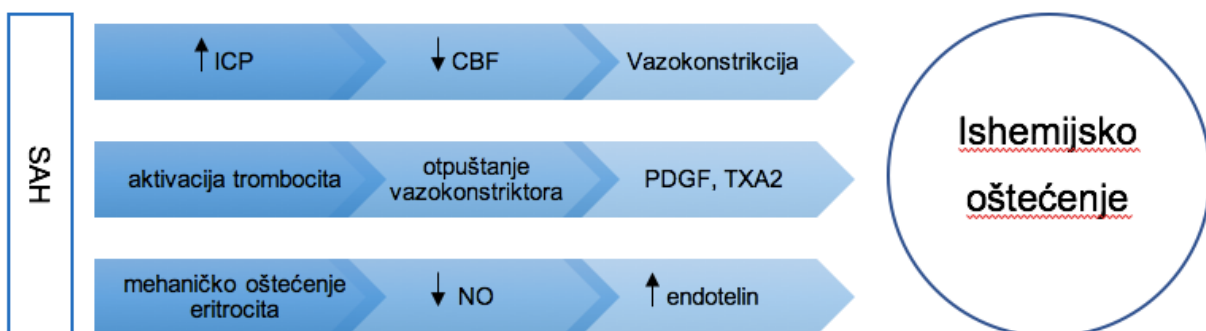 SAH
↑ ICP
↓ CBF
Vazokonstrikcija
aktivacija trombocita
otpuštanje
vazokonstriktora
PDGF, TXA2
mehaničko oštećenje
eritrocita
↓ NO
↑ endotelin
Ishemijsko
oštećenje